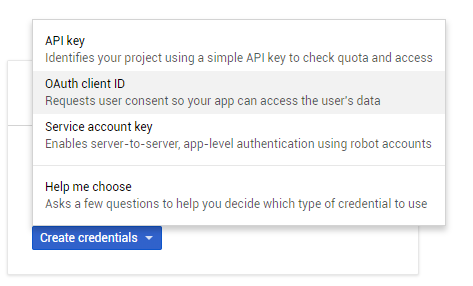 API key
Identifies your project using a simple API key to check quota and access
OAuth client ID
Requests user consent so your app can access the user's data
Service account key
Enables server-to-server, app-level authentication using robot accounts
Help me choose
Asks a few questions to help you decide which type of credential to use
Create credentials